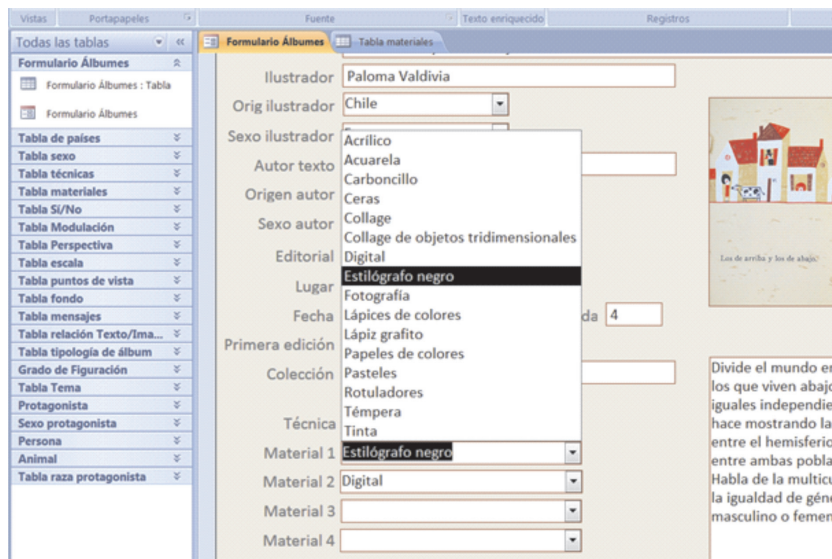 Vistas Portapapeles Fuente Texto enriquecido Registros
Todas las tablas
Formulario Álbumes
Formulario Álbumes : Tabla
Formulario Álbumes
Tabla de países
Tabla sexo
Tabla técnicas
Tabla materiales
Tabla Sí/No
Tabla Modulación
Tabla Perspectiva
Tabla escala
Tabla puntos de vista
Tabla fondo
Tabla mensajes
Tabla relación Texto/Ima...
Tabla tipología de álbum
Grado de Figuración
Tabla Tema
Protagonista
Sexo protagonista
Persona
Animal
Tabla raza protagonista
Formulario Álbumes Tabla materiales
Ilustrador Paloma Valdivia
Orig ilustrador Chile
Sexo ilustrador
Autor texto
Origen autor
Sexo autor
Editorial
Lugar
Fecha da 4
Primera edición
Colección
Técnica
Acrílico
Acuarela
Carboncillo
Ceras
Collage
Collage de objetos tridimensionales
Digital
Estilógrafo negro
Fotografía
Lápices de colores
Lápiz grafito
Papeles de colores
Pasteles
Rotuladores
Témpera
Tinta
Material 1 Estilógrafo negro
Material 2 Digital
Material 3
Material 4
Los de arriba y los de abajo.
Divide el mundo en
los que viven abajo
iguales independie
hace mostrando la
entre el hemisferio
entre ambas pobla
Habla de la multicu
la igualdad de géne
masculino o femen